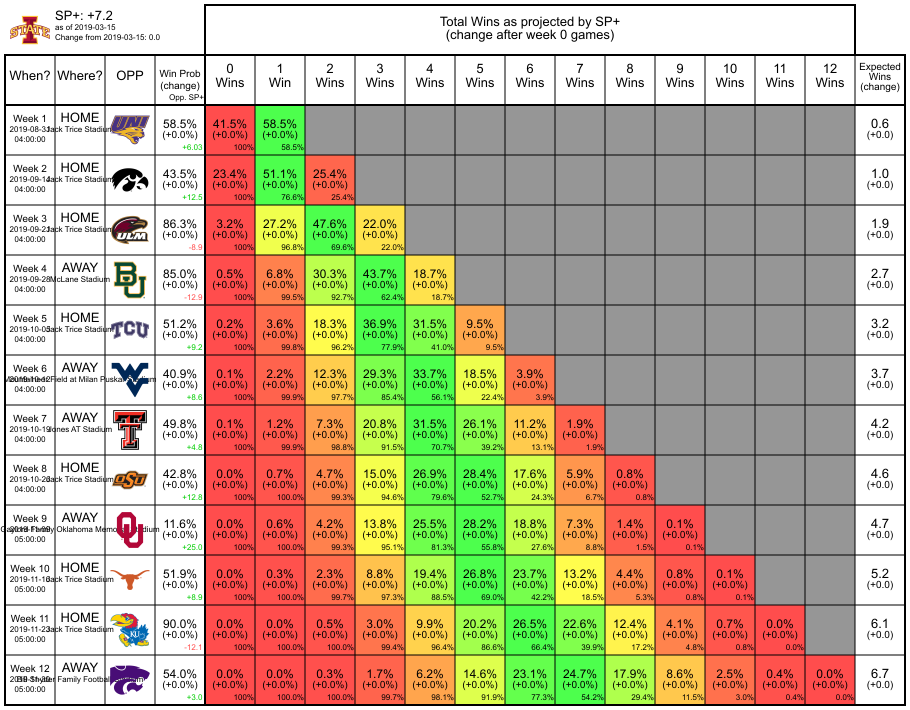 STATE
SP+: +7.2
as of 2019-03-15
Change from 2019-03-15: 0.0
Total Wins as projected by SP+
(change after week 0 games)
When? Where? OPP Win Prob (change) Opp. SP+ 0 Wins 1 Win 2 Wins 3 Wins 4 Wins 5 Wins 6 Wins 7 Wins 8 Wins 9 Wins 10 Wins 11 Wins 12 Wins Expected Wins (change)
Week 1 HOME UNI 58.5% 41.5% 58.5% 0.6
2019-08-31 Jack Trice Stadium (+0.0%) (+0.0%) (+0.0%) (+0.0)
04:00:00 +6.03 100% 58.5%
Week 2 HOME 43.5% 23.4% 51.1% 25.4% 1.0
2019-09-14 Jack Trice Stadium (+0.0%) (+0.0%) (+0.0%) (+0.0%) (+0.0)
04:00:00 +12.5 100% 76.6% 25.4%
Week 3 HOME ULM 86.3% 3.2% 27.2% 47.6% 22.0% 1.9
Jack Trice Stadium (+0.0%) (+0.0%) (+0.0%) (+0.0%) (+0.0%) (+0.0)
04:00:00 -8.9 100% 96.8% 69.6% 22.0%
Week 4 AWAY BU 85.0% 0.5% 6.8% 30.3% 43.7% 18.7% 2.7
2019-09-28 McLane Stadium (+0.0%) (+0.0%) (+0.0%) (+0.0%) (+0.0%) (+0.0%) (+0.0)
04:00:00 -12.9 100% 99.5% 92.7% 62.4% 18.7%
Week 5 HOME TCU 51.2% 0.2% 3.6% 18.3% 36.9% 31.5% 9.5% 3.2
Jack Trice Stadium (+0.0%) (+0.0%) (+0.0%) (+0.0%) (+0.0%) (+0.0%) (+0.0%) (+0.0)
04:00:00 +9.2 100% 99.8% 96.2% 77.9% 41.0% 9.5%
Week 6 AWAY WV 40.9% 0.1% 2.2% 12.3% 29.3% 33.7% 18.5% 3.9% 3.7
Field at Milan Puskar Stadium (+0.0%) (+0.0%) (+0.0%) (+0.0%) (+0.0%) (+0.0%) (+0.0%) (+0.0%) (+0.0)
04:00:00 +8.6 100% 99.9% 97.7% 85.4% 56.1% 22.4% 3.9%
Week 7 AWAY T 49.8% 0.1% 1.2% 7.3% 20.8% 31.5% 26.1% 11.2% 1.9% 4.2
2019-10-19 Jones AT Stadium (+0.0%) (+0.0%) (+0.0%) (+0.0%) (+0.0%) (+0.0%) (+0.0%) (+0.0%) (+0.0%) (+0.0)
04:00:00 +4.8 100% 99.9% 98.8% 91.5% 70.7% 39.2% 13.1% 1.9%
Week 8 HOME OSU 42.8% 0.0% 0.7% 4.7% 15.0% 26.9% 28.4% 17.6% 5.9% 0.8% 4.6
Jack Trice Stadium (+0.0%) (+0.0%) (+0.0%) (+0.0%) (+0.0%) (+0.0%) (+0.0%) (+0.0%) (+0.0%) (+0.0%) (+0.0)
04:00:00 +12.8 100% 100.0% 99.3% 94.6% 79.6% 52.7% 24.3% 6.7% 0.8%
Week 9 AWAY OU 11.6% 0.0% 0.6% 4.2% 13.8% 25.5% 28.2% 18.8% 7.3% 1.4% 0.1% 4.7
Family Oklahoma Memorial Stadium (+0.0%) (+0.0%) (+0.0%) (+0.0%) (+0.0%) (+0.0%) (+0.0%) (+0.0%) (+0.0%) (+0.0%) (+0.0%) (+0.0)
05:00:00 +25.0 100% 100.0% 99.3% 95.1% 81.3% 55.8% 27.6% 8.8% 1.5% 0.1%
Week 10 HOME 51.9% 0.0% 0.3% 2.3% 8.8% 19.4% 26.8% 23.7% 13.2% 4.4% 0.8% 0.1% 5.2
2019-11-16 Jack Trice Stadium (+0.0%) (+0.0%) (+0.0%) (+0.0%) (+0.0%) (+0.0%) (+0.0%) (+0.0%) (+0.0%) (+0.0%) (+0.0%) (+0.0%) (+0.0)
05:00:00 +8.9 100% 100.0% 99.7% 97.3% 88.5% 69.0% 42.2% 18.5% 5.3% 0.8% 0.1%
Week 11 HOME KU 90.0% 0.0% 0.0% 0.5% 3.0% 9.9% 20.2% 26.5% 22.6% 12.4% 4.1% 0.7% 0.0% 6.1
2019-11-23 Jack Trice Stadium (+0.0%) (+0.0%) (+0.0%) (+0.0%) (+0.0%) (+0.0%) (+0.0%) (+0.0%) (+0.0%) (+0.0%) (+0.0%) (+0.0%) (+0.0%) (+0.0)
05:00:00 -12.1 100% 100.0% 100.0% 99.4% 96.4% 86.6% 66.4% 39.9% 17.2% 4.8% 0.8% 0.0%
Week 12 AWAY 54.0% 0.0% 0.0% 0.3% 1.7% 6.2% 14.6% 23.1% 24.7% 17.9% 8.6% 2.5% 0.4% 0.0% 6.7
Snyder Family Football Stadium (+0.0%) (+0.0%) (+0.0%) (+0.0%) (+0.0%) (+0.0%) (+0.0%) (+0.0%) (+0.0%) (+0.0%) (+0.0%) (+0.0%) (+0.0%) (+0.0%) (+0.0)
05:00:00 +3.0 100% 100.0% 100.0% 99.7% 98.1% 91.9% 77.3% 54.2% 29.4% 11.5% 3.0% 0.4% 0.0%